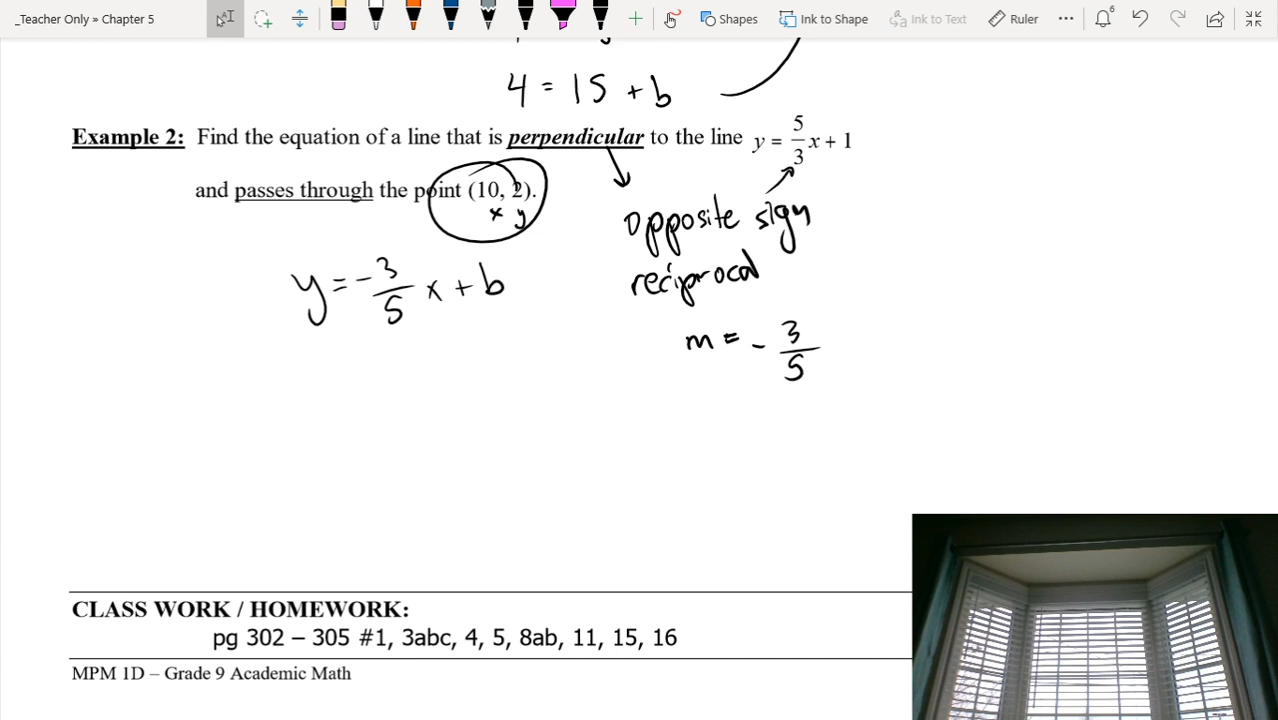 _Teacher Only » Chapter 5
Shapes Ink to Shape Ink to Text Ruler 6
4 = 15 + b
Example 2: Find the equation of a line that is perpendicular to the line y = 5/3 x + 1
and passes through the point (10, 2).
x y
opposite sign
reciprocal
y = -3/5 x + b
m = - 3/5
CLASS WORK / HOMEWORK:
pg 302 – 305 #1, 3abc, 4, 5, 8ab, 11, 15, 16
MPM 1D – Grade 9 Academic Math